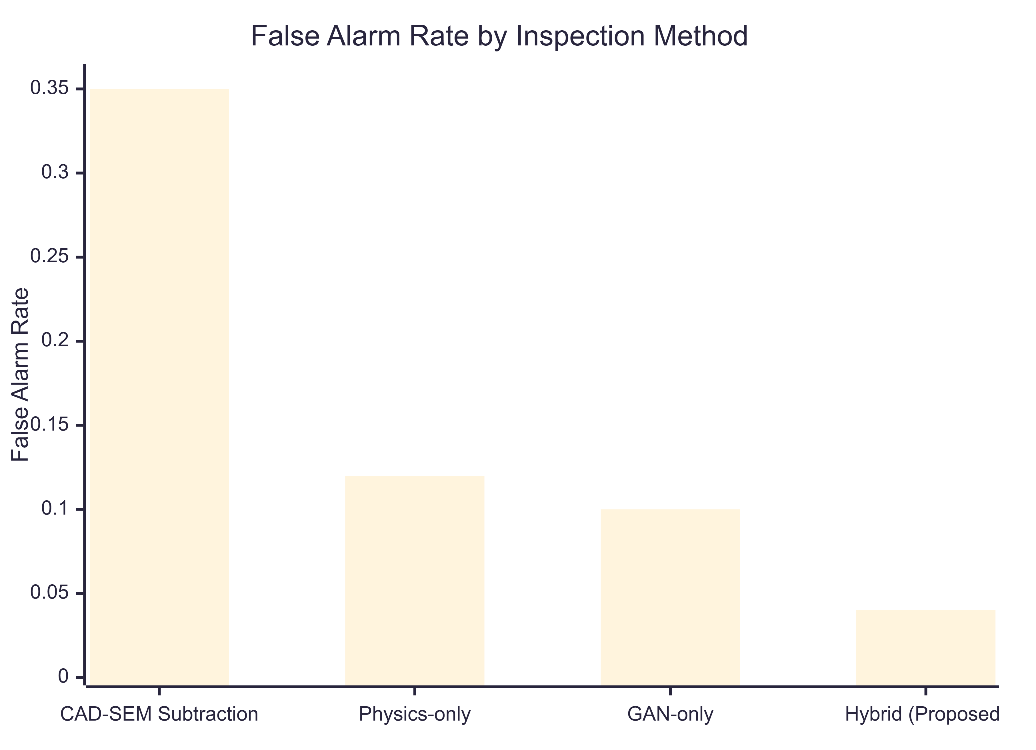 False Alarm Rate by Inspection Method
False Alarm Rate
0.35
0.3
0.25
0.2
0.15
0.1
0.05
0
CAD-SEM Subtraction
Physics-only
GAN-only
Hybrid (Proposed